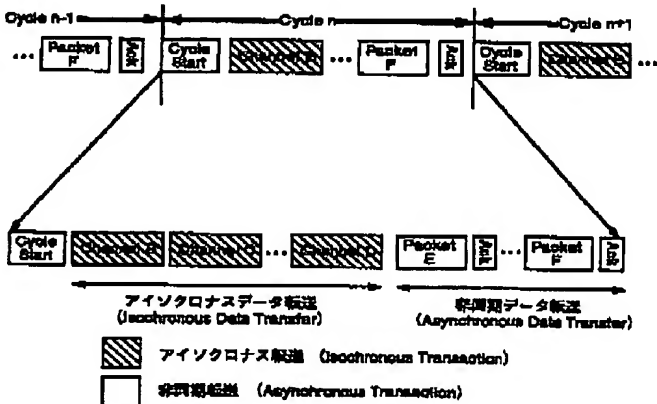 Cycle n-1 Cycle n Cycle n+1
... Packet F Ack Cycle Start Channel ... Packet F Ack Cycle Start Channel ...
Cycle Start Channel Channel ... Channel Packet E Ack ... Packet F Ack
アイソクロナスデータ転送 非同期データ転送
(Isochronous Data Transfer) (Asynchronous Data Transfer)
アイソクロナス転送 (Isochronous Transaction)
非同期転送 (Asynchronous Transaction)